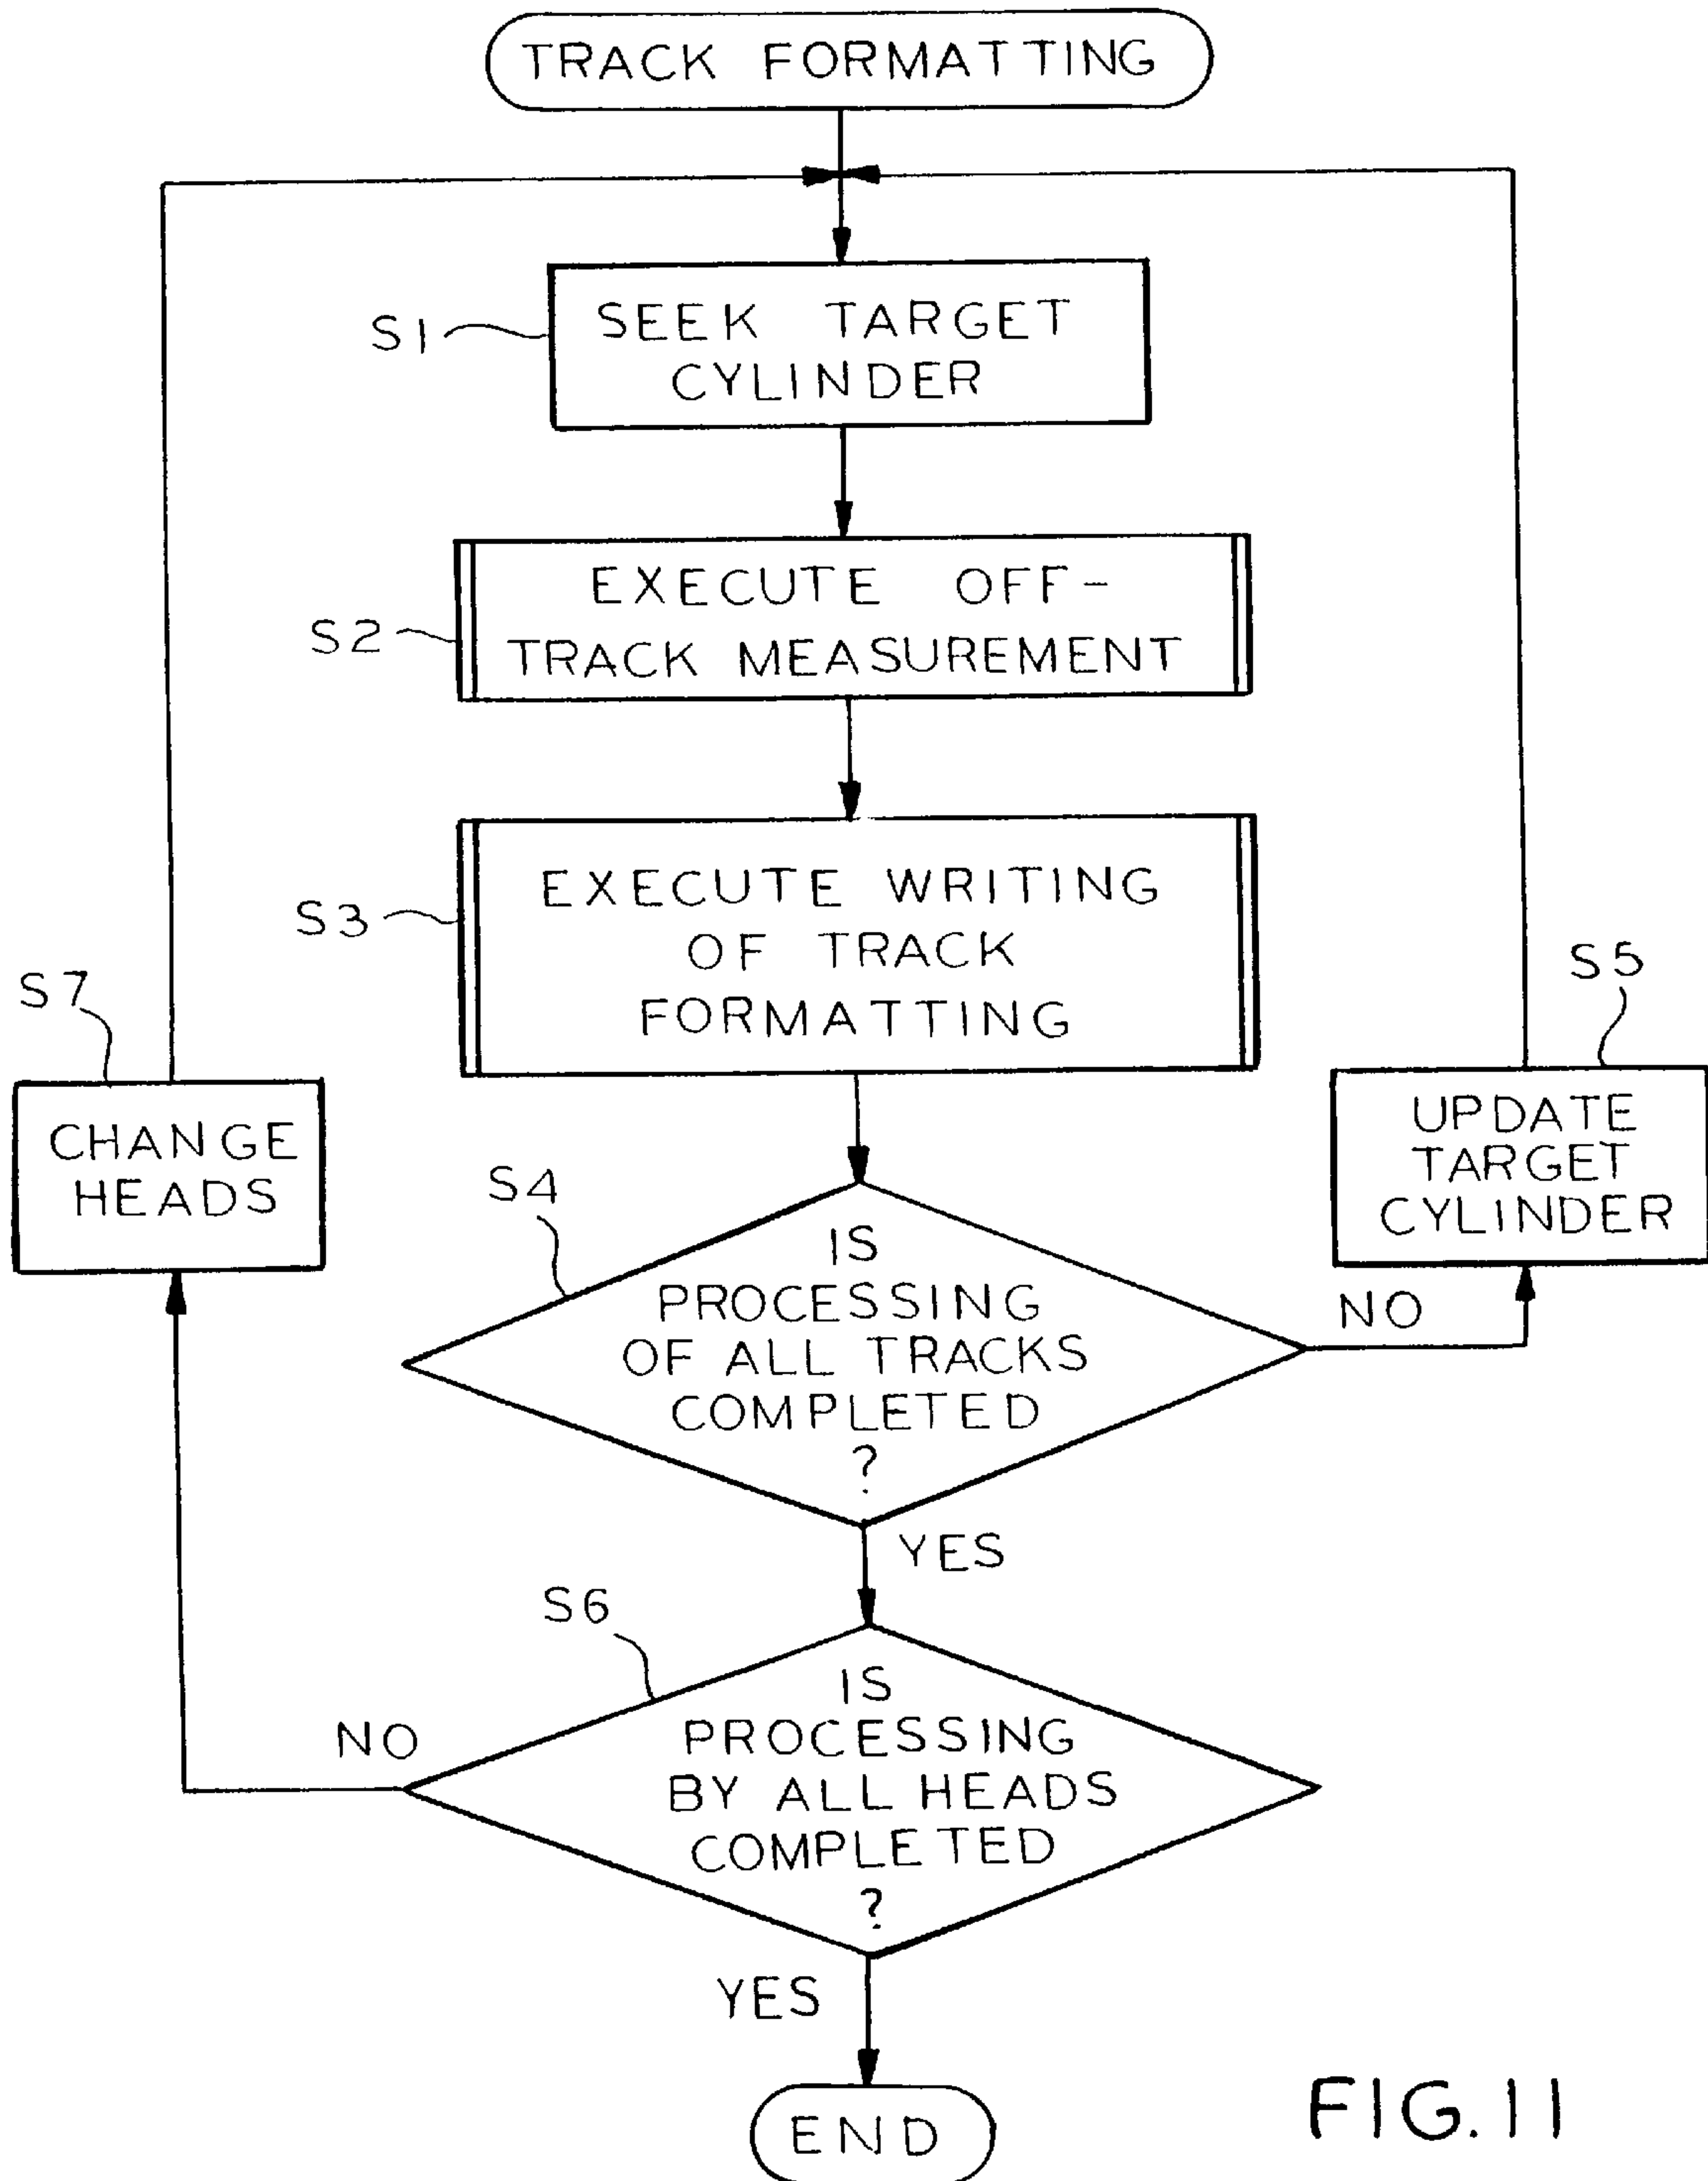 TRACK FORMATTING
S1
SEEK TARGET
CYLINDER
S2
EXECUTE OFF-
TRACK MEASUREMENT
S3
EXECUTE WRITING
OF TRACK
FORMATTING
S7
CHANGE
HEADS
S5
UPDATE
TARGET
CYLINDER
S4
IS
PROCESSING
OF ALL TRACKS
COMPLETED
?
NO
YES
S6
IS
PROCESSING
BY ALL HEADS
COMPLETED
?
NO
YES
END
FIG.11